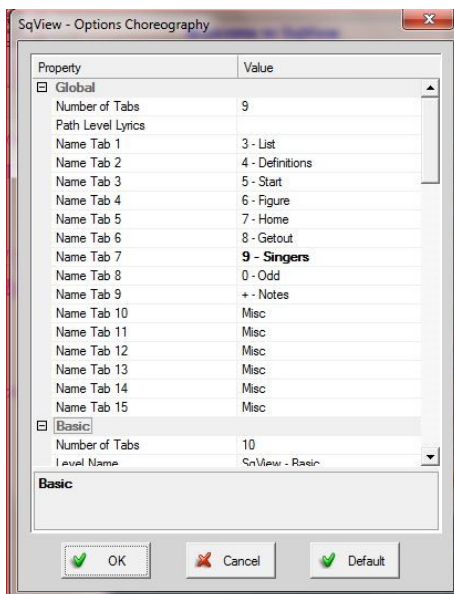 SqView - Options Choreography
Property Value
Global
Number of Tabs 9
Path Level Lyrics
Name Tab 1 3 - List
Name Tab 2 4 - Definitions
Name Tab 3 5 - Start
Name Tab 4 6 - Figure
Name Tab 5 7 - Home
Name Tab 6 8 - Getout
Name Tab 7 9 - Singers
Name Tab 8 0 - Odd
Name Tab 9 + - Notes
Name Tab 10 Misc
Name Tab 11 Misc
Name Tab 12 Misc
Name Tab 13 Misc
Name Tab 14 Misc
Name Tab 15 Misc
Basic
Number of Tabs 10
Level Name SqView - Basic
Basic
OK Cancel Default